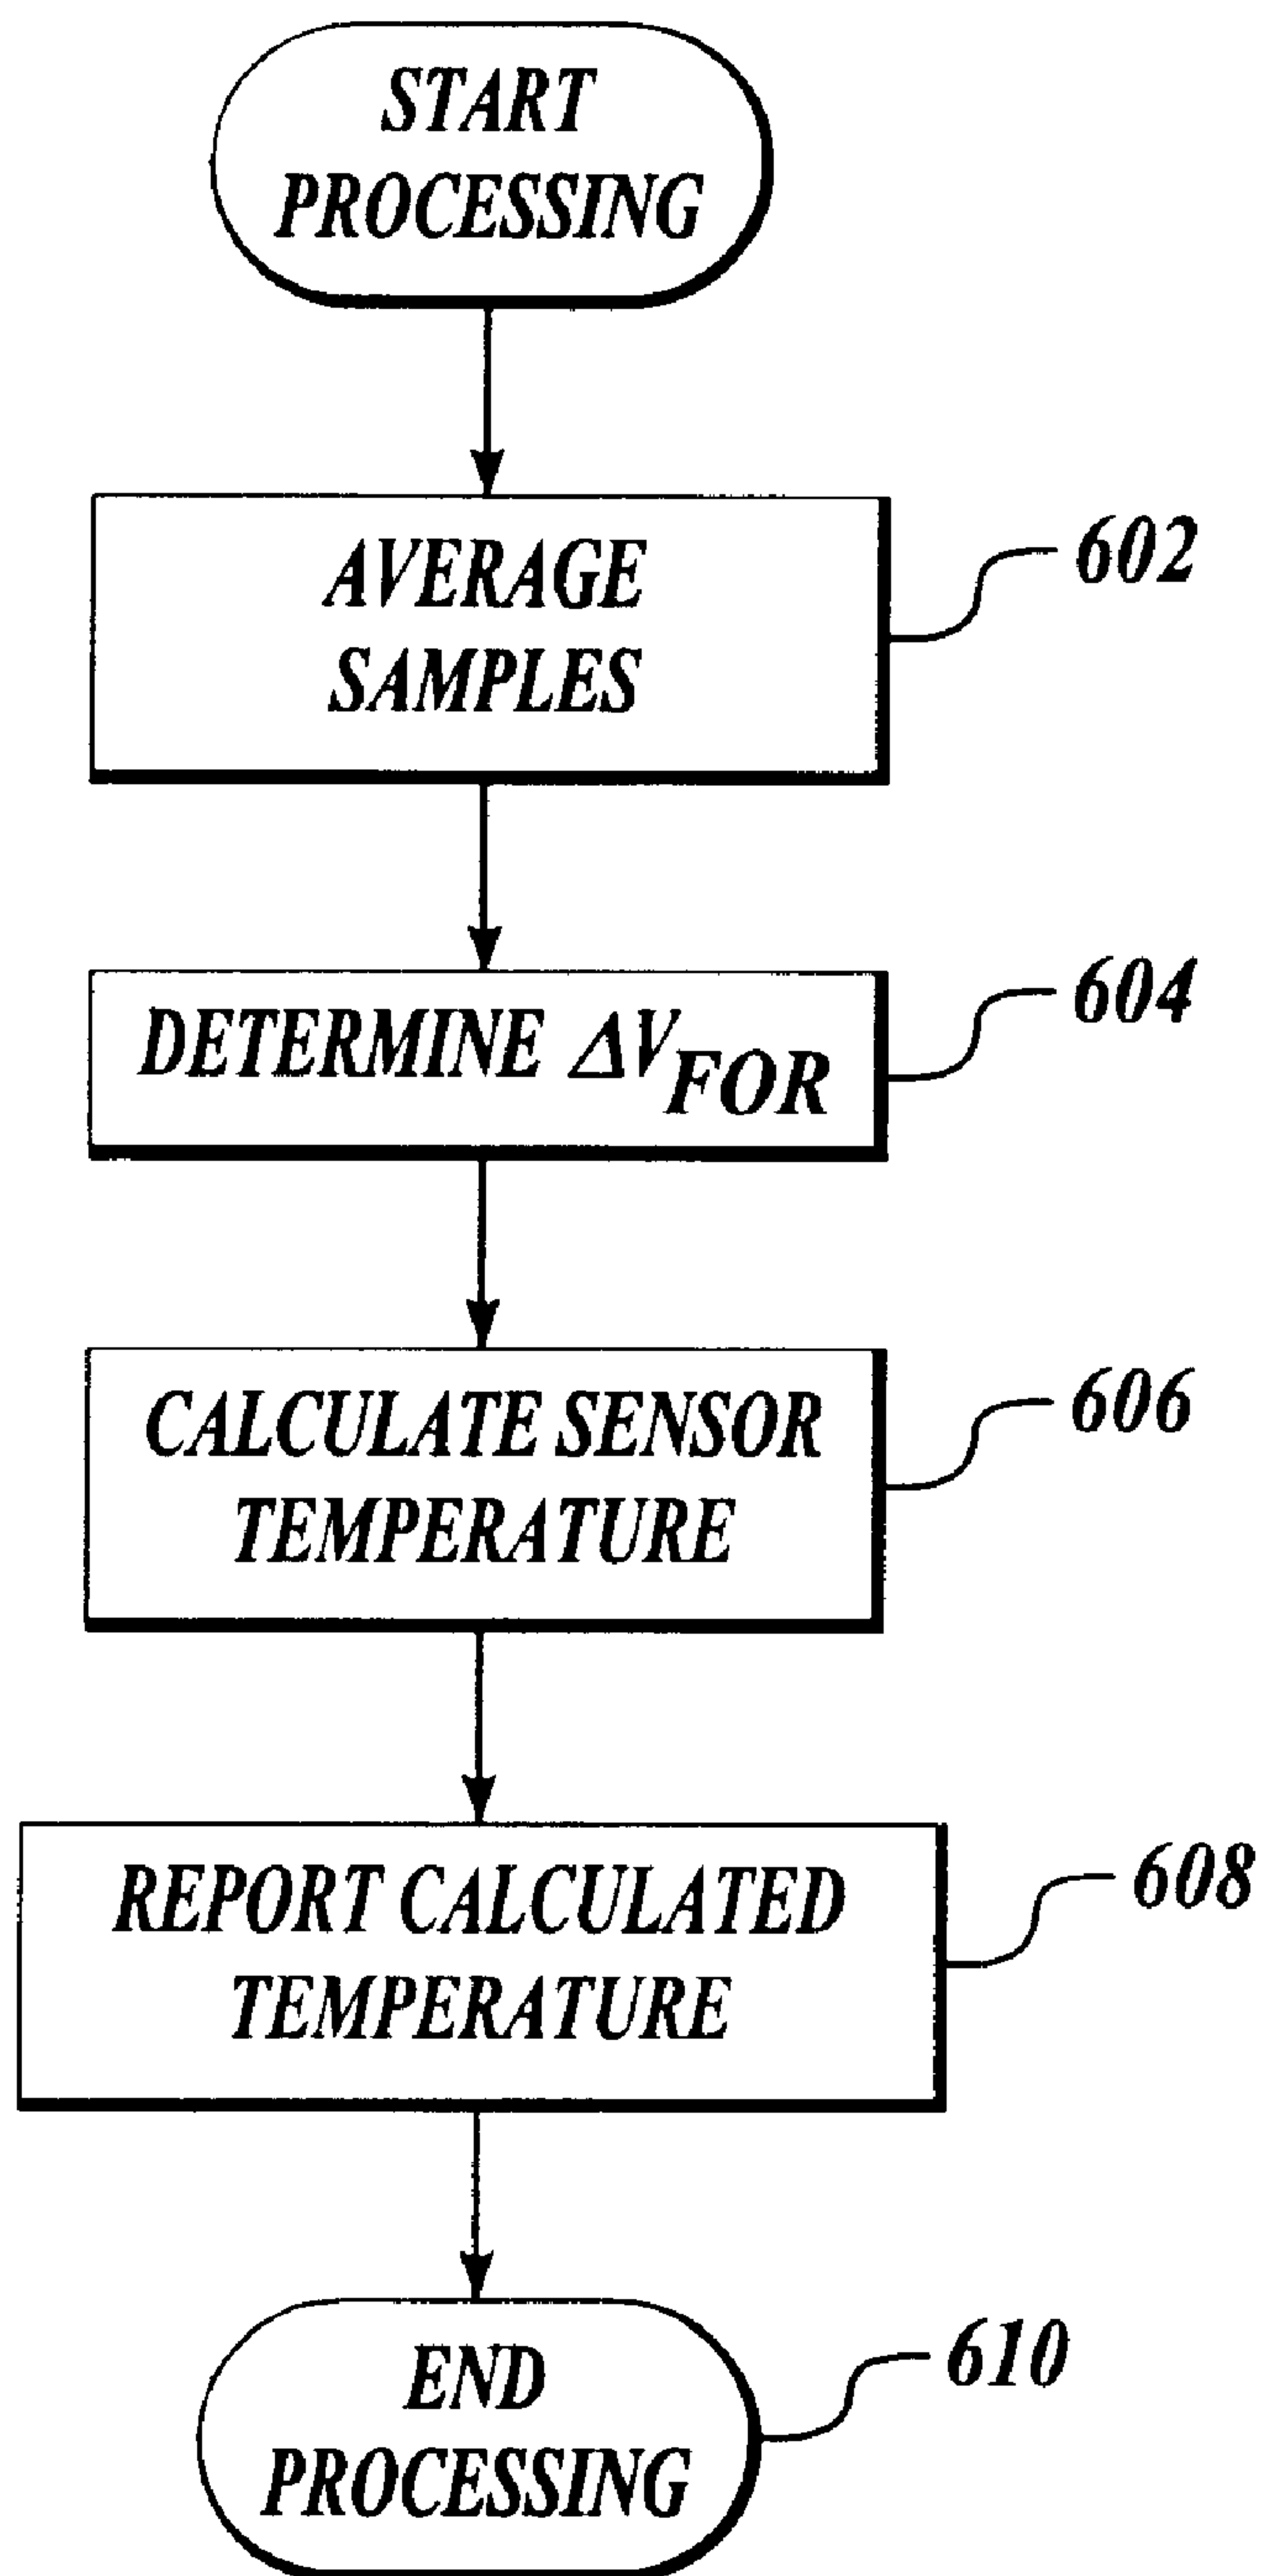 START
PROCESSING
AVERAGE
SAMPLES
602
DETERMINE ΔV_FOR
604
CALCULATE SENSOR
TEMPERATURE
606
REPORT CALCULATED
TEMPERATURE
608
END
PROCESSING
610